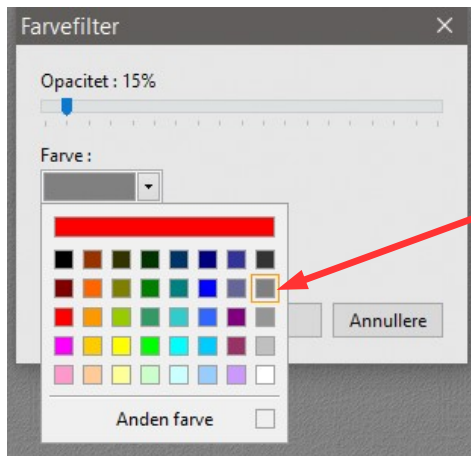 Farvefilter
Opacitet : 15%
Farve :
Annullere
Anden farve